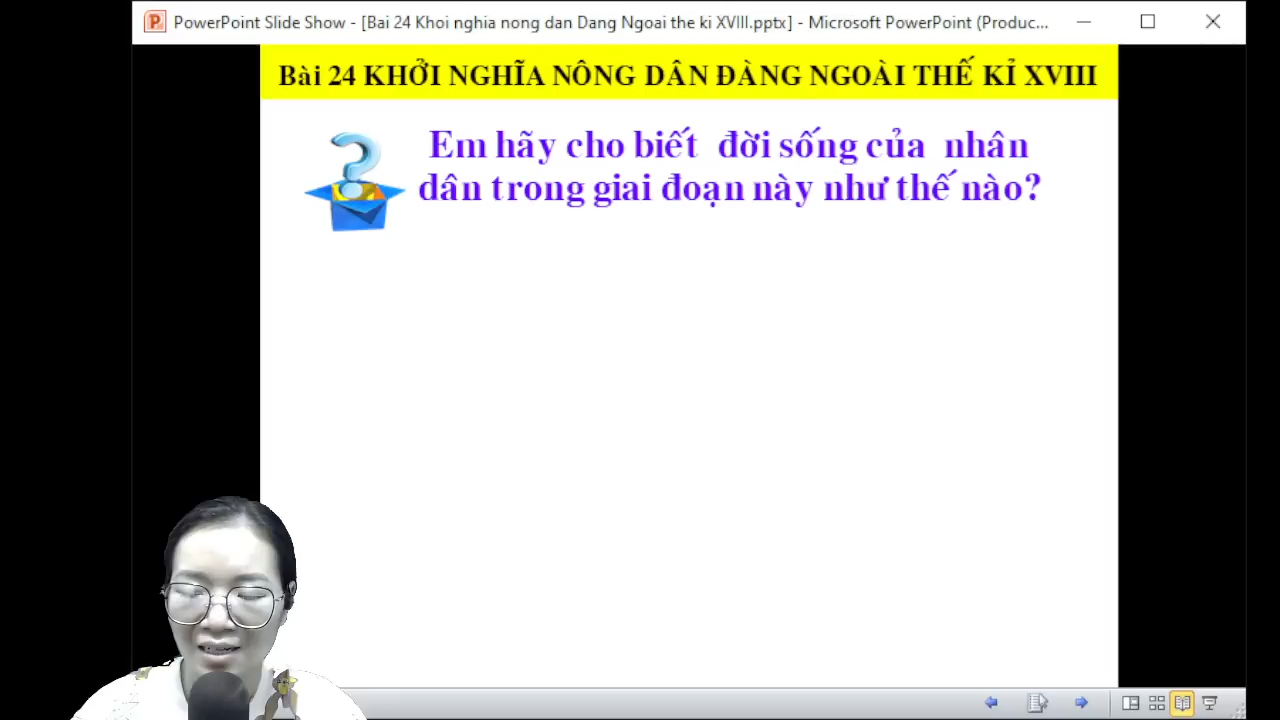 PowerPoint Slide Show - [Bai 24 Khoi nghia nong dan Dang Ngoai the ki XVIII.pptx] - Microsoft PowerPoint (Produc...
Bài 24 KHỞI NGHĨA NÔNG DÂN ĐÀNG NGOÀI THẾ KỈ XVIII
Em hãy cho biết đời sống của nhân
dân trong giai đoạn này như thế nào?